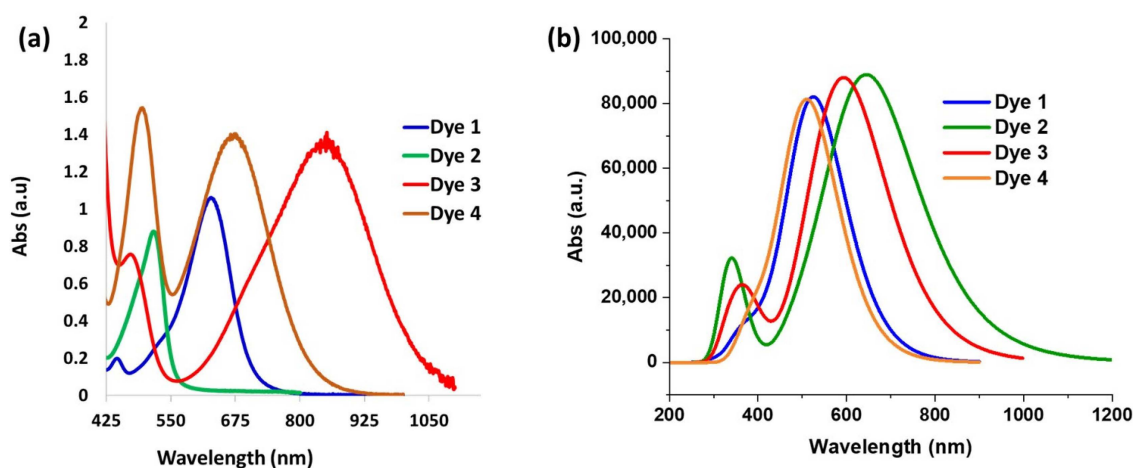 (a)
2
1.8
1.6
1.4
1.2
1
0.8
0.6
0.4
0.2
0
Abs (a.u)
425 550 675 800 925 1050
Wavelength (nm)
Dye 1
Dye 2
Dye 3
Dye 4
(b)
100,000
80,000
60,000
40,000
20,000
0
Abs (a.u.)
200 400 600 800 1000 1200
Wavelength (nm)
Dye 1
Dye 2
Dye 3
Dye 4